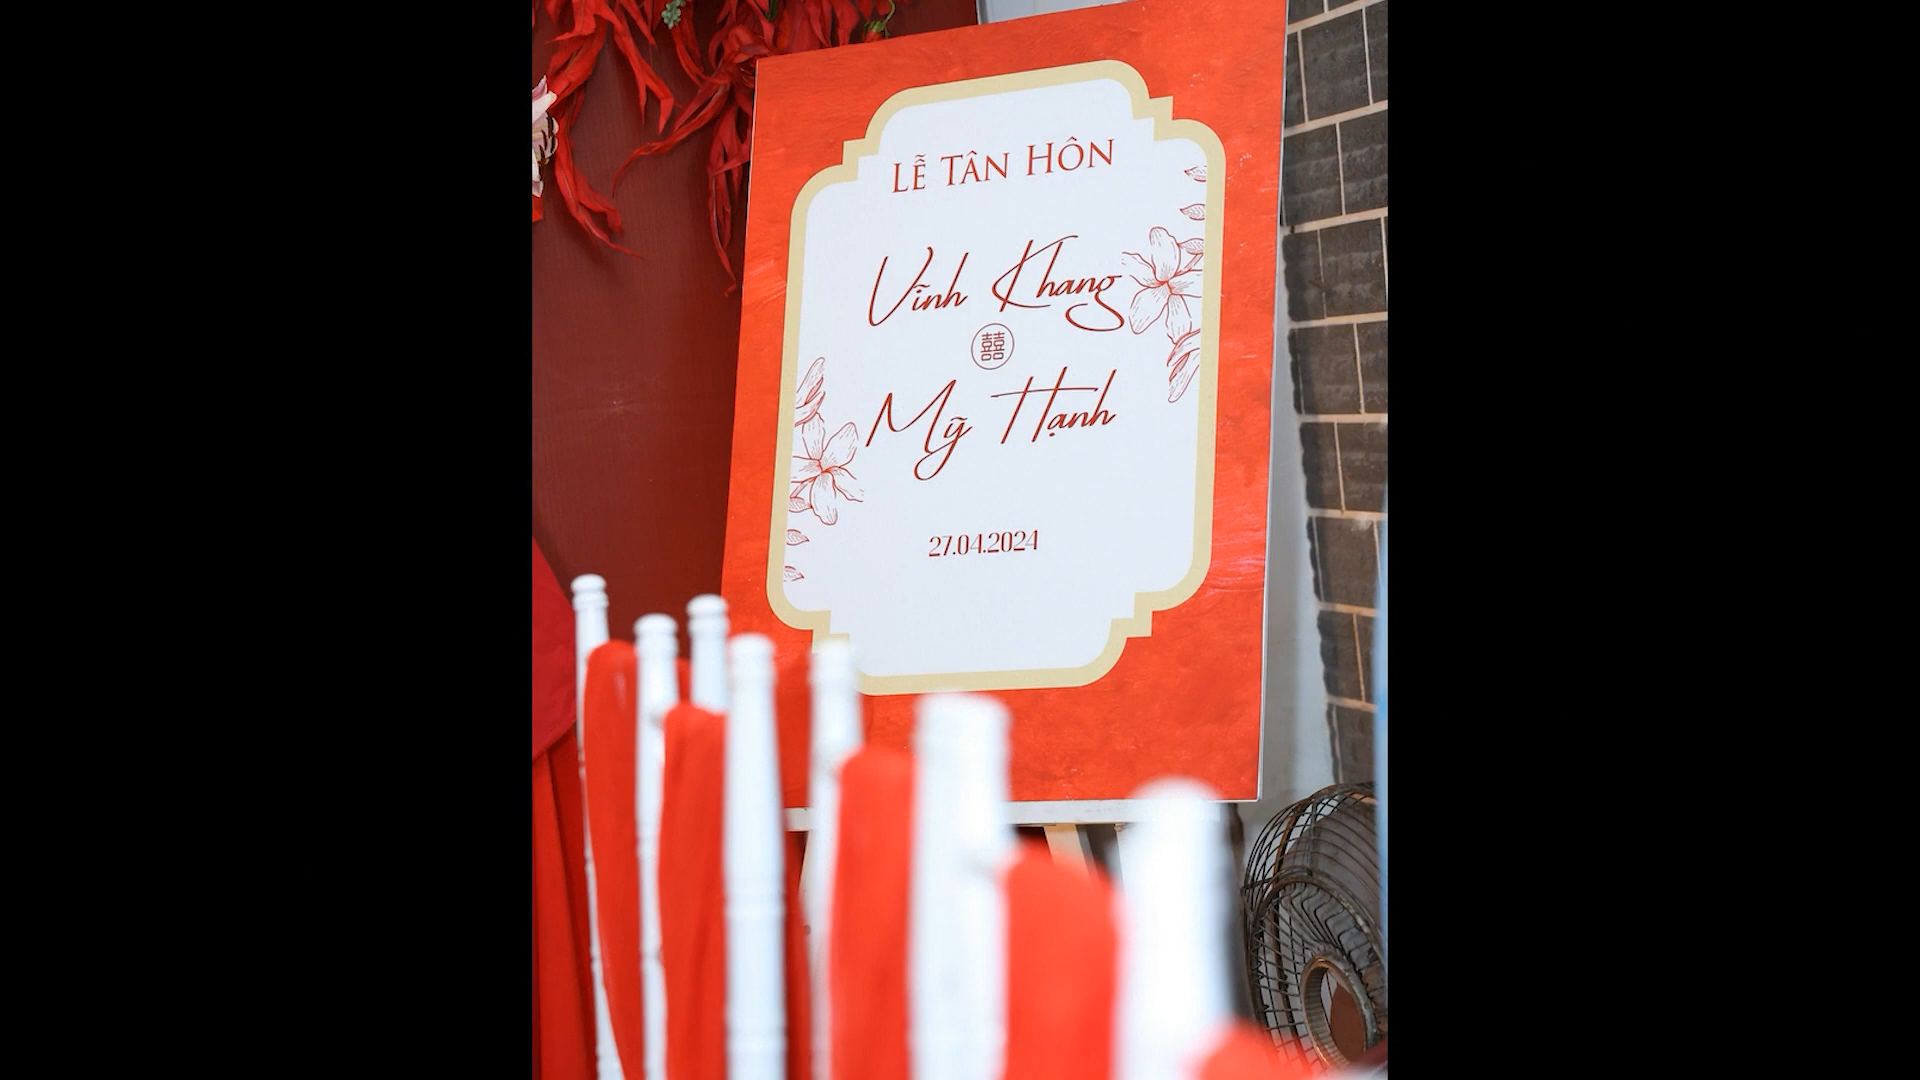 LỄ TÂN HÔN
Vĩnh Khang
囍
Mỹ Hạnh
27.04.2024